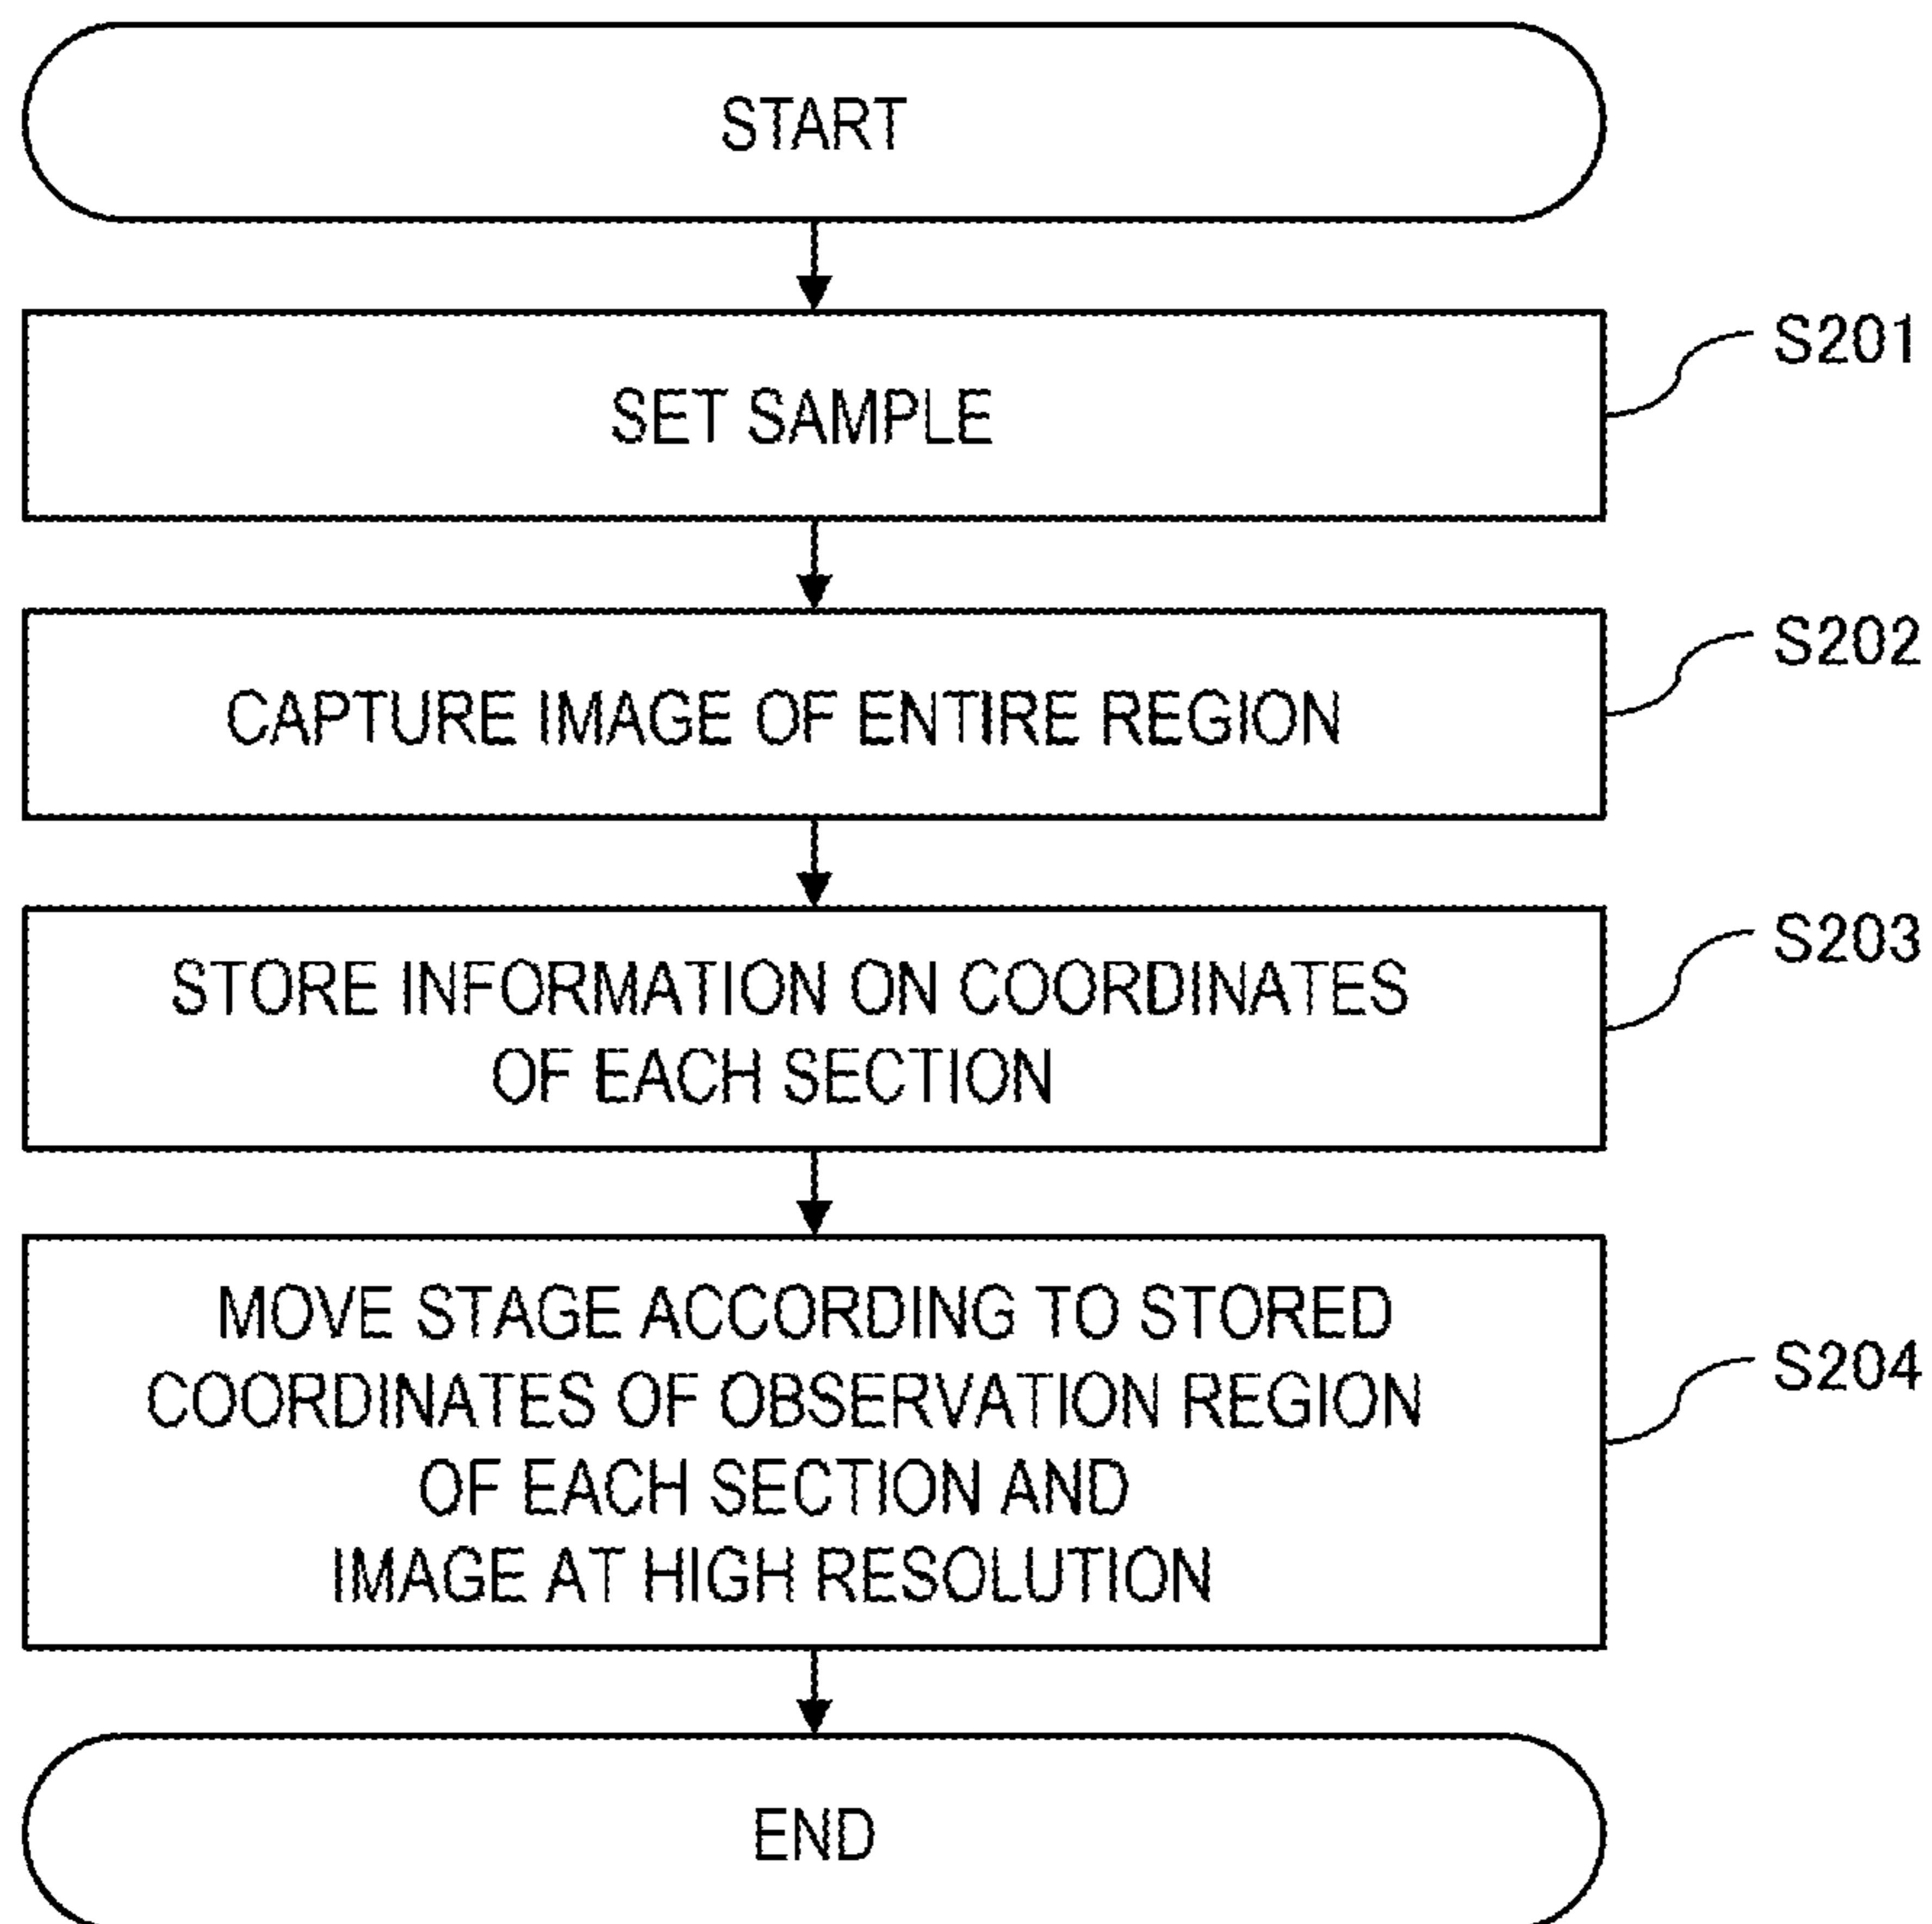 START
SET SAMPLE
S201
CAPTURE IMAGE OF ENTIRE REGION
S202
STORE INFORMATION ON COORDINATES
OF EACH SECTION
S203
MOVE STAGE ACCORDING TO STORED
COORDINATES OF OBSERVATION REGION
OF EACH SECTION AND
IMAGE AT HIGH RESOLUTION
S204
END